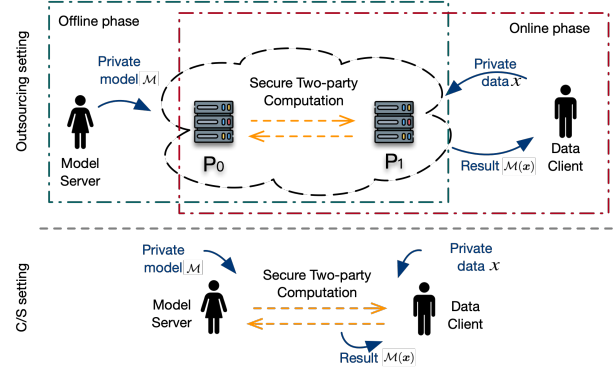 Offline phase
Online phase
Outsourcing setting
Private
model ℳ
Secure Two-party
Computation
Private
data 𝑥
Model
Server
P₀
P₁
Data
Client
Result ℳ(𝒙)
C/S setting
Private
model ℳ
Private
data 𝑥
Secure Two-party
Computation
Model
Server
Data
Client
Result ℳ(𝒙)